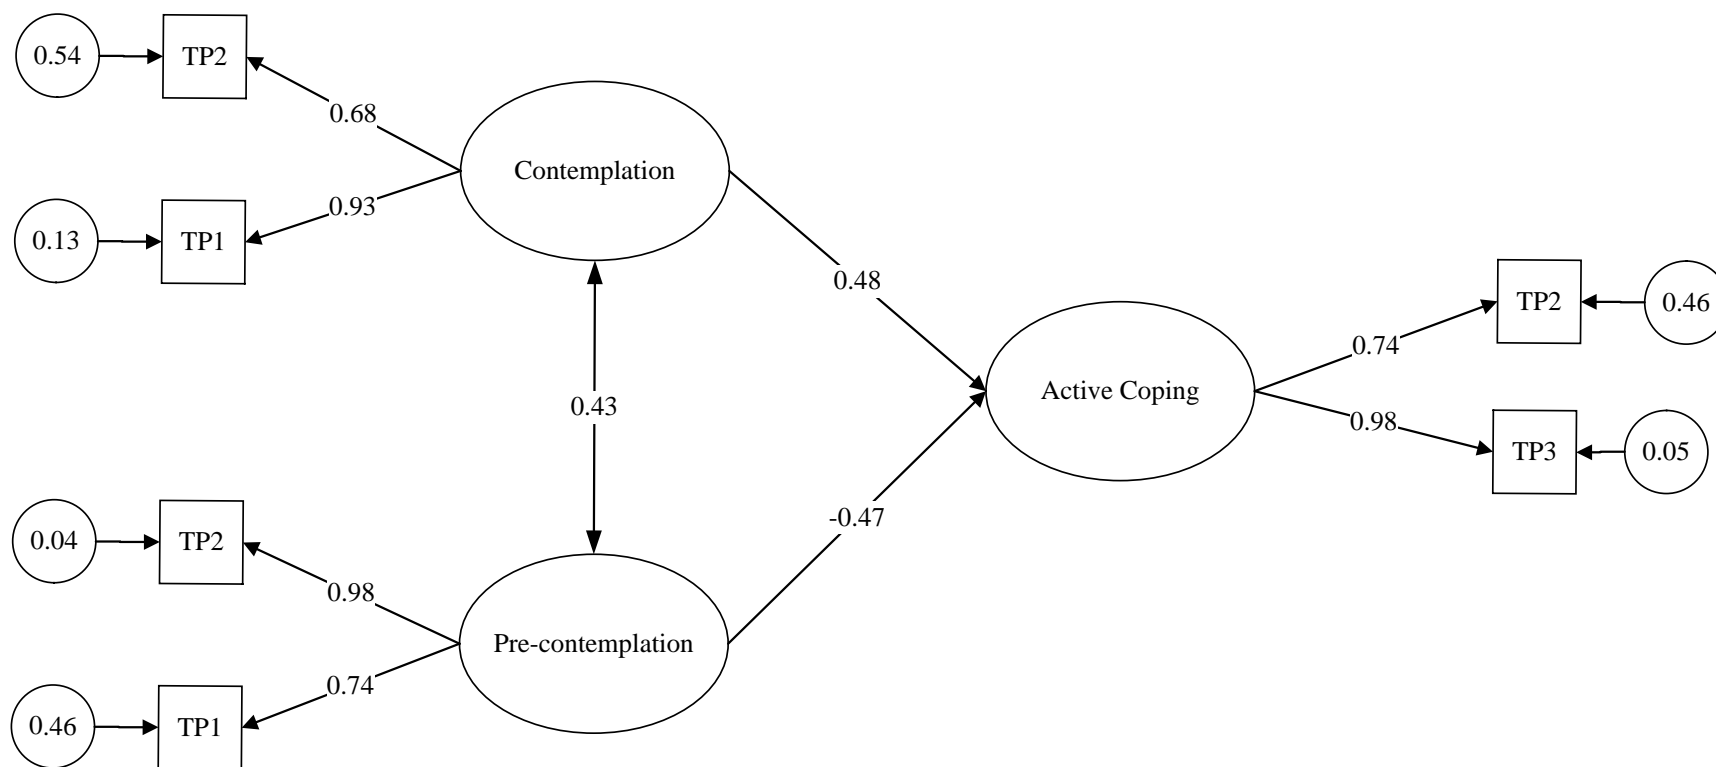 0.54
TP2
0.68
Contemplation
0.93
0.13
TP1
0.48
0.43
TP2
0.46
0.74
Active Coping
0.98
TP3
0.05
-0.47
0.04
TP2
0.98
Pre-contemplation
0.74
0.46
TP1